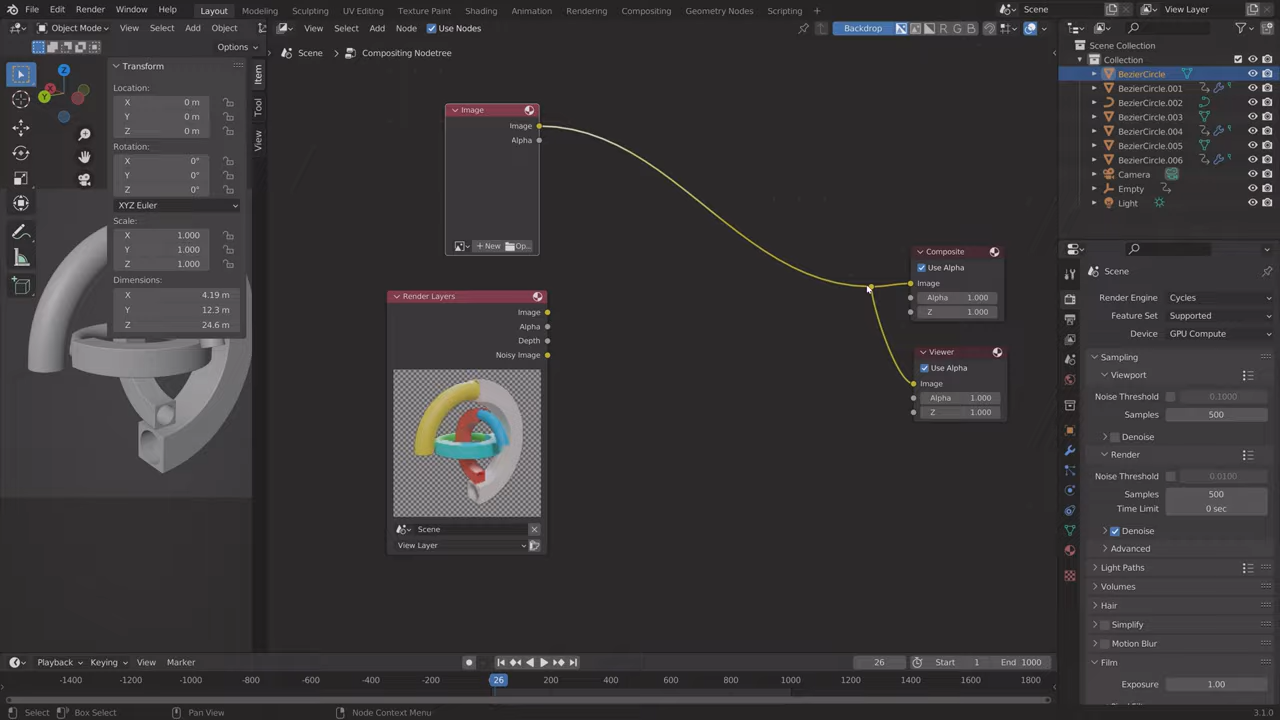 File Edit Render Window Help Layout Modeling Sculpting UV Editing Texture Paint Shading Animation Rendering Compositing Geometry Nodes Scripting Scene View Layer
Object Mode View Select Add Object View Select Add Node Use Nodes Backdrop R G B
Options
Scene Compositing Nodetree
Transform
Location:
X 0 m
Y 0 m
Z 0 m
Rotation:
X 0°
Y 0°
Z 0°
XYZ Euler
Scale:
X 1.000
Y 1.000
Z 1.000
Dimensions:
X 4.19 m
Y 12.3 m
Z 24.6 m
Item
Tool
View
Image
Image
Alpha
New Op..
Render Layers
Image
Alpha
Depth
Noisy Image
Scene
View Layer
Composite
Use Alpha
Image
Alpha 1.000
Z 1.000
Viewer
Use Alpha
Image
Alpha 1.000
Z 1.000
Scene Collection
Collection
BezierCircle
BezierCircle.001
BezierCircle.002
BezierCircle.003
BezierCircle.004
BezierCircle.005
BezierCircle.006
Camera
Empty
Light
Scene
Render Engine Cycles
Feature Set Supported
Device GPU Compute
Sampling
Viewport
Noise Threshold 0.1000
Samples 500
Denoise
Render
Noise Threshold 0.0100
Samples 500
Time Limit 0 sec
Denoise
Advanced
Light Paths
Volumes
Hair
Simplify
Motion Blur
Film
Exposure 1.00
Playback Keying View Marker 26 Start 1 End 1000
-1400 -1200 -1000 -800 -600 -400 -200 26 200 400 600 800 1000 1200 1400 1600 1800
Select Box Select Pan View Node Context Menu 3.1.0